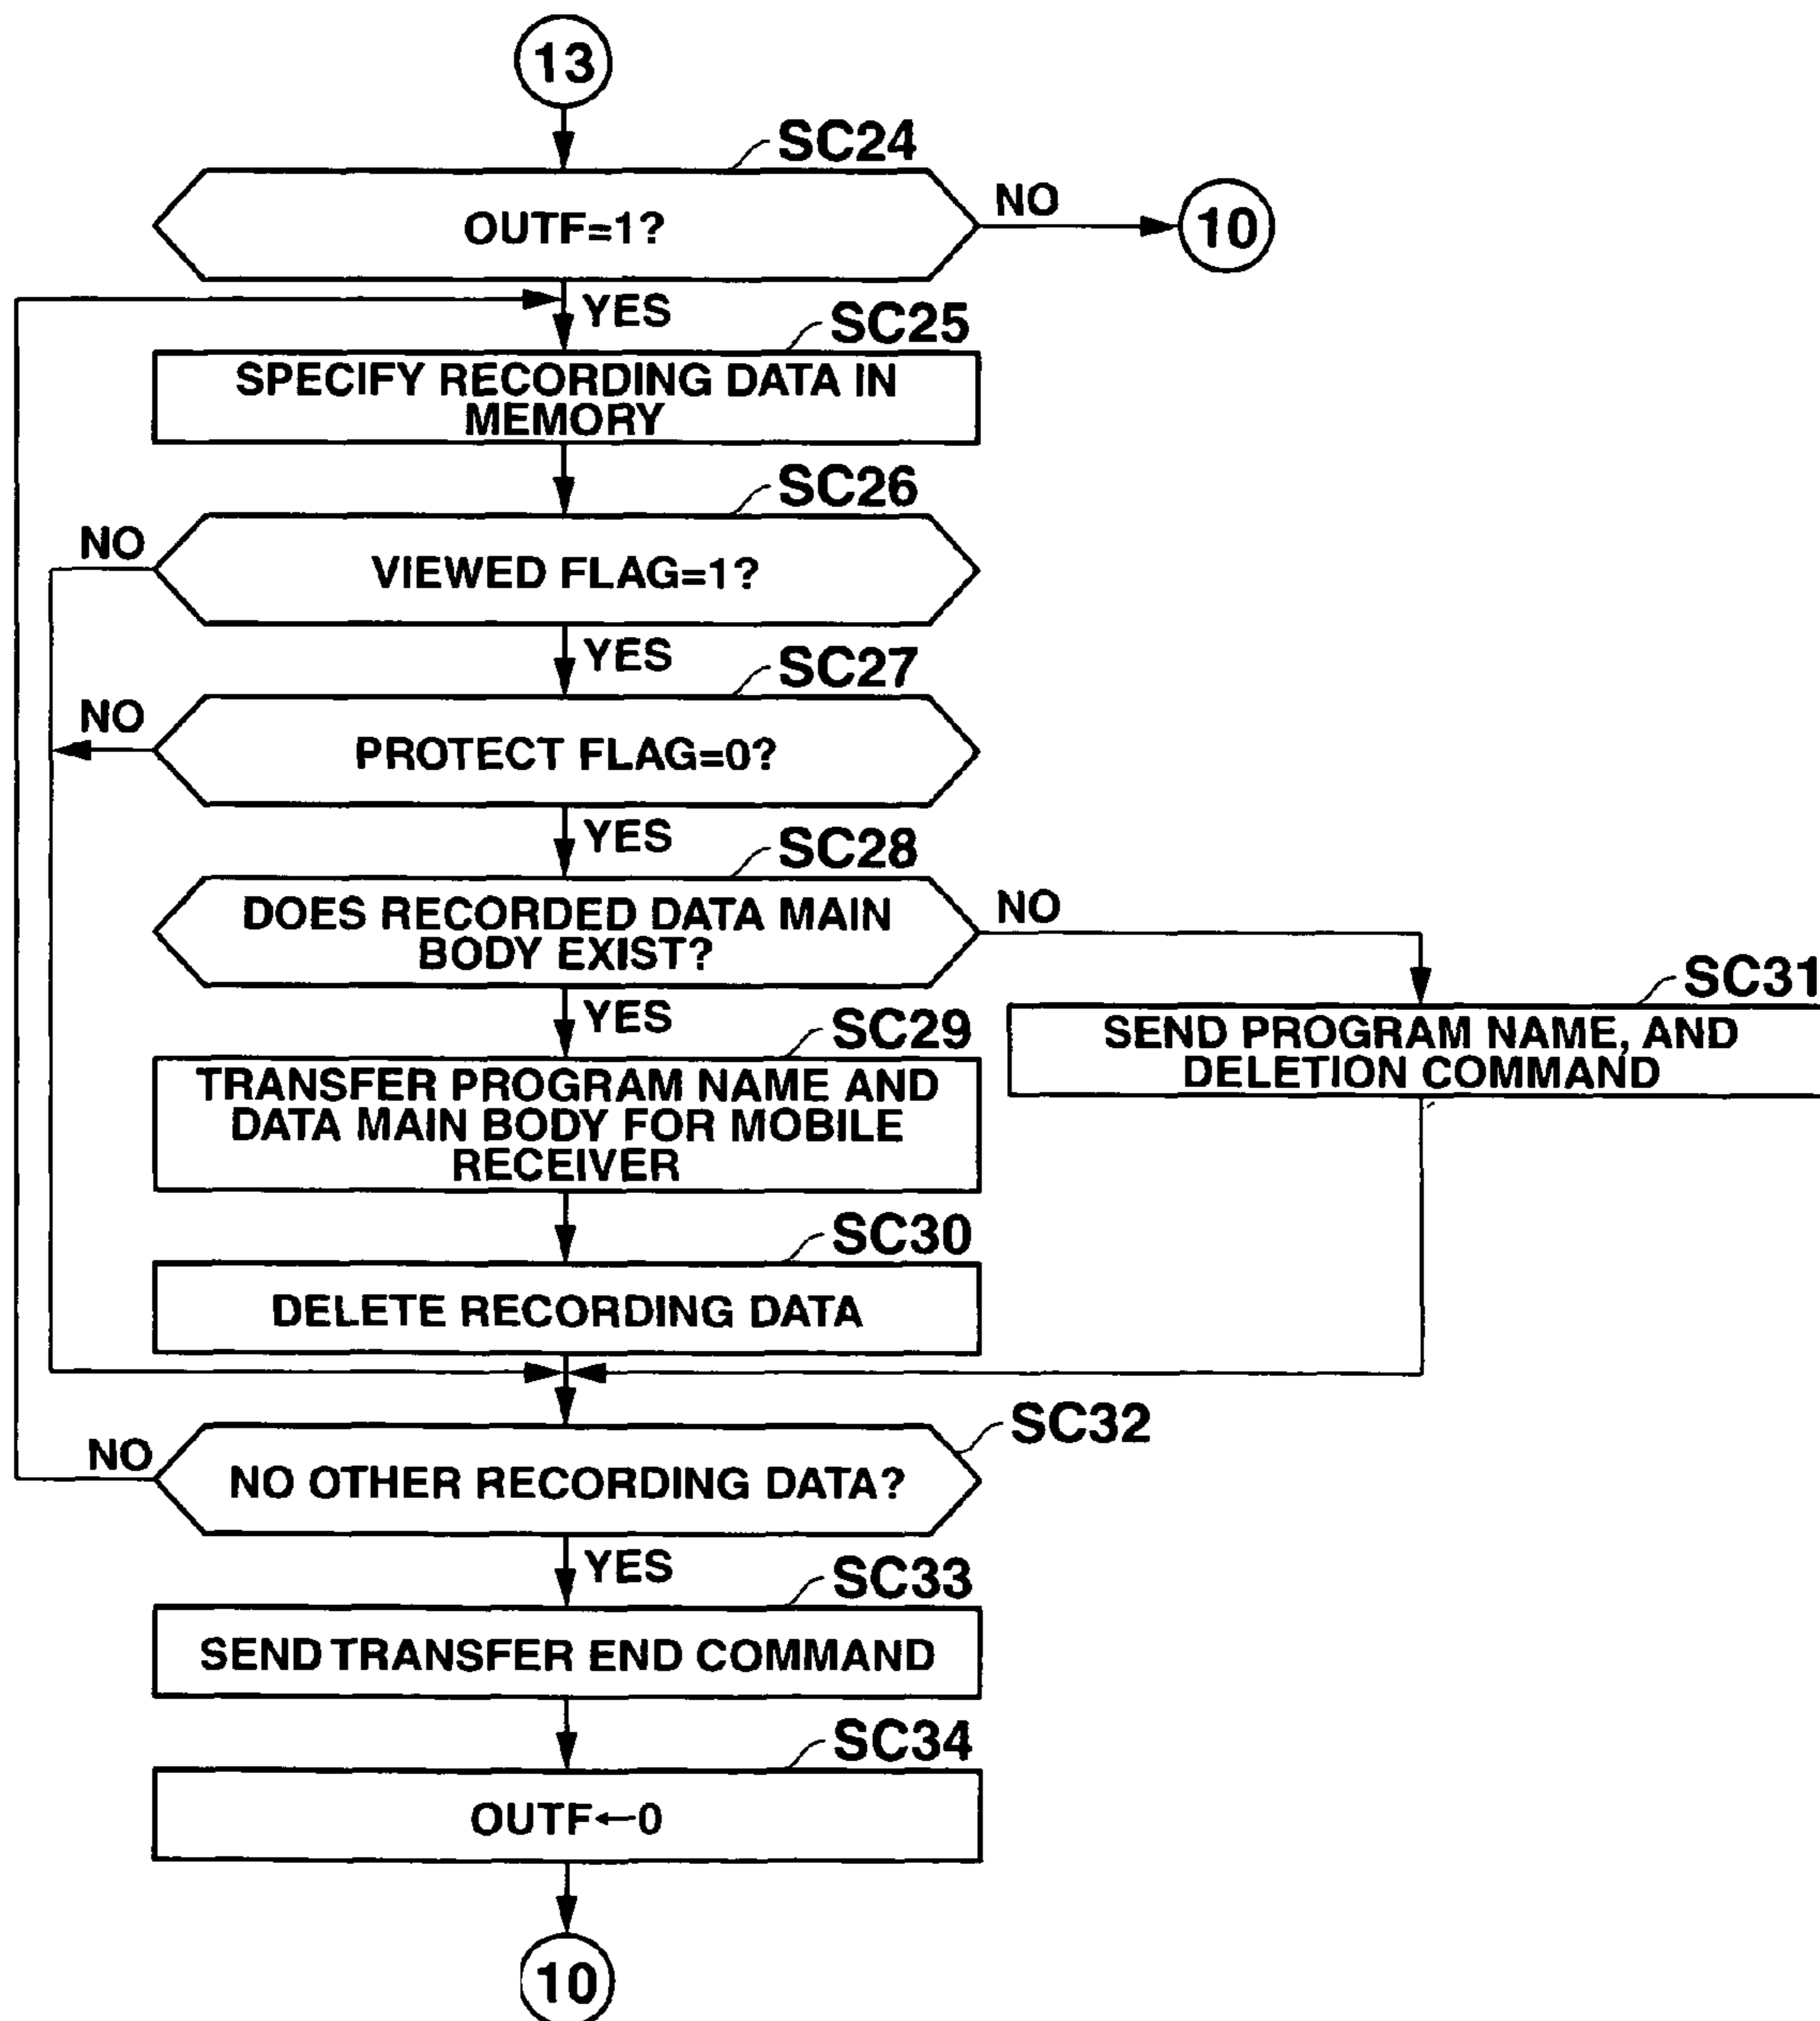 13
SC24
OUTF=1?
NO
10
YES
SC25
SPECIFY RECORDING DATA IN
MEMORY
SC26
NO
VIEWED FLAG=1?
YES
SC27
NO
PROTECT FLAG=0?
YES
SC28
DOES RECORDED DATA MAIN
BODY EXIST?
NO
YES
SC29
TRANSFER PROGRAM NAME AND
DATA MAIN BODY FOR MOBILE
RECEIVER
SC31
SEND PROGRAM NAME, AND
DELETION COMMAND
SC30
DELETE RECORDING DATA
SC32
NO
NO OTHER RECORDING DATA?
YES
SC33
SEND TRANSFER END COMMAND
SC34
OUTF←0
10